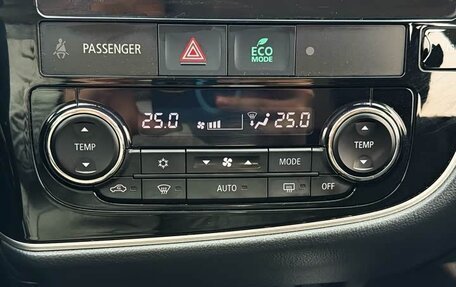 PASSENGER
ECO
MODE
25.0 25.0
TEMP
TEMP
MODE
AUTO
OFF